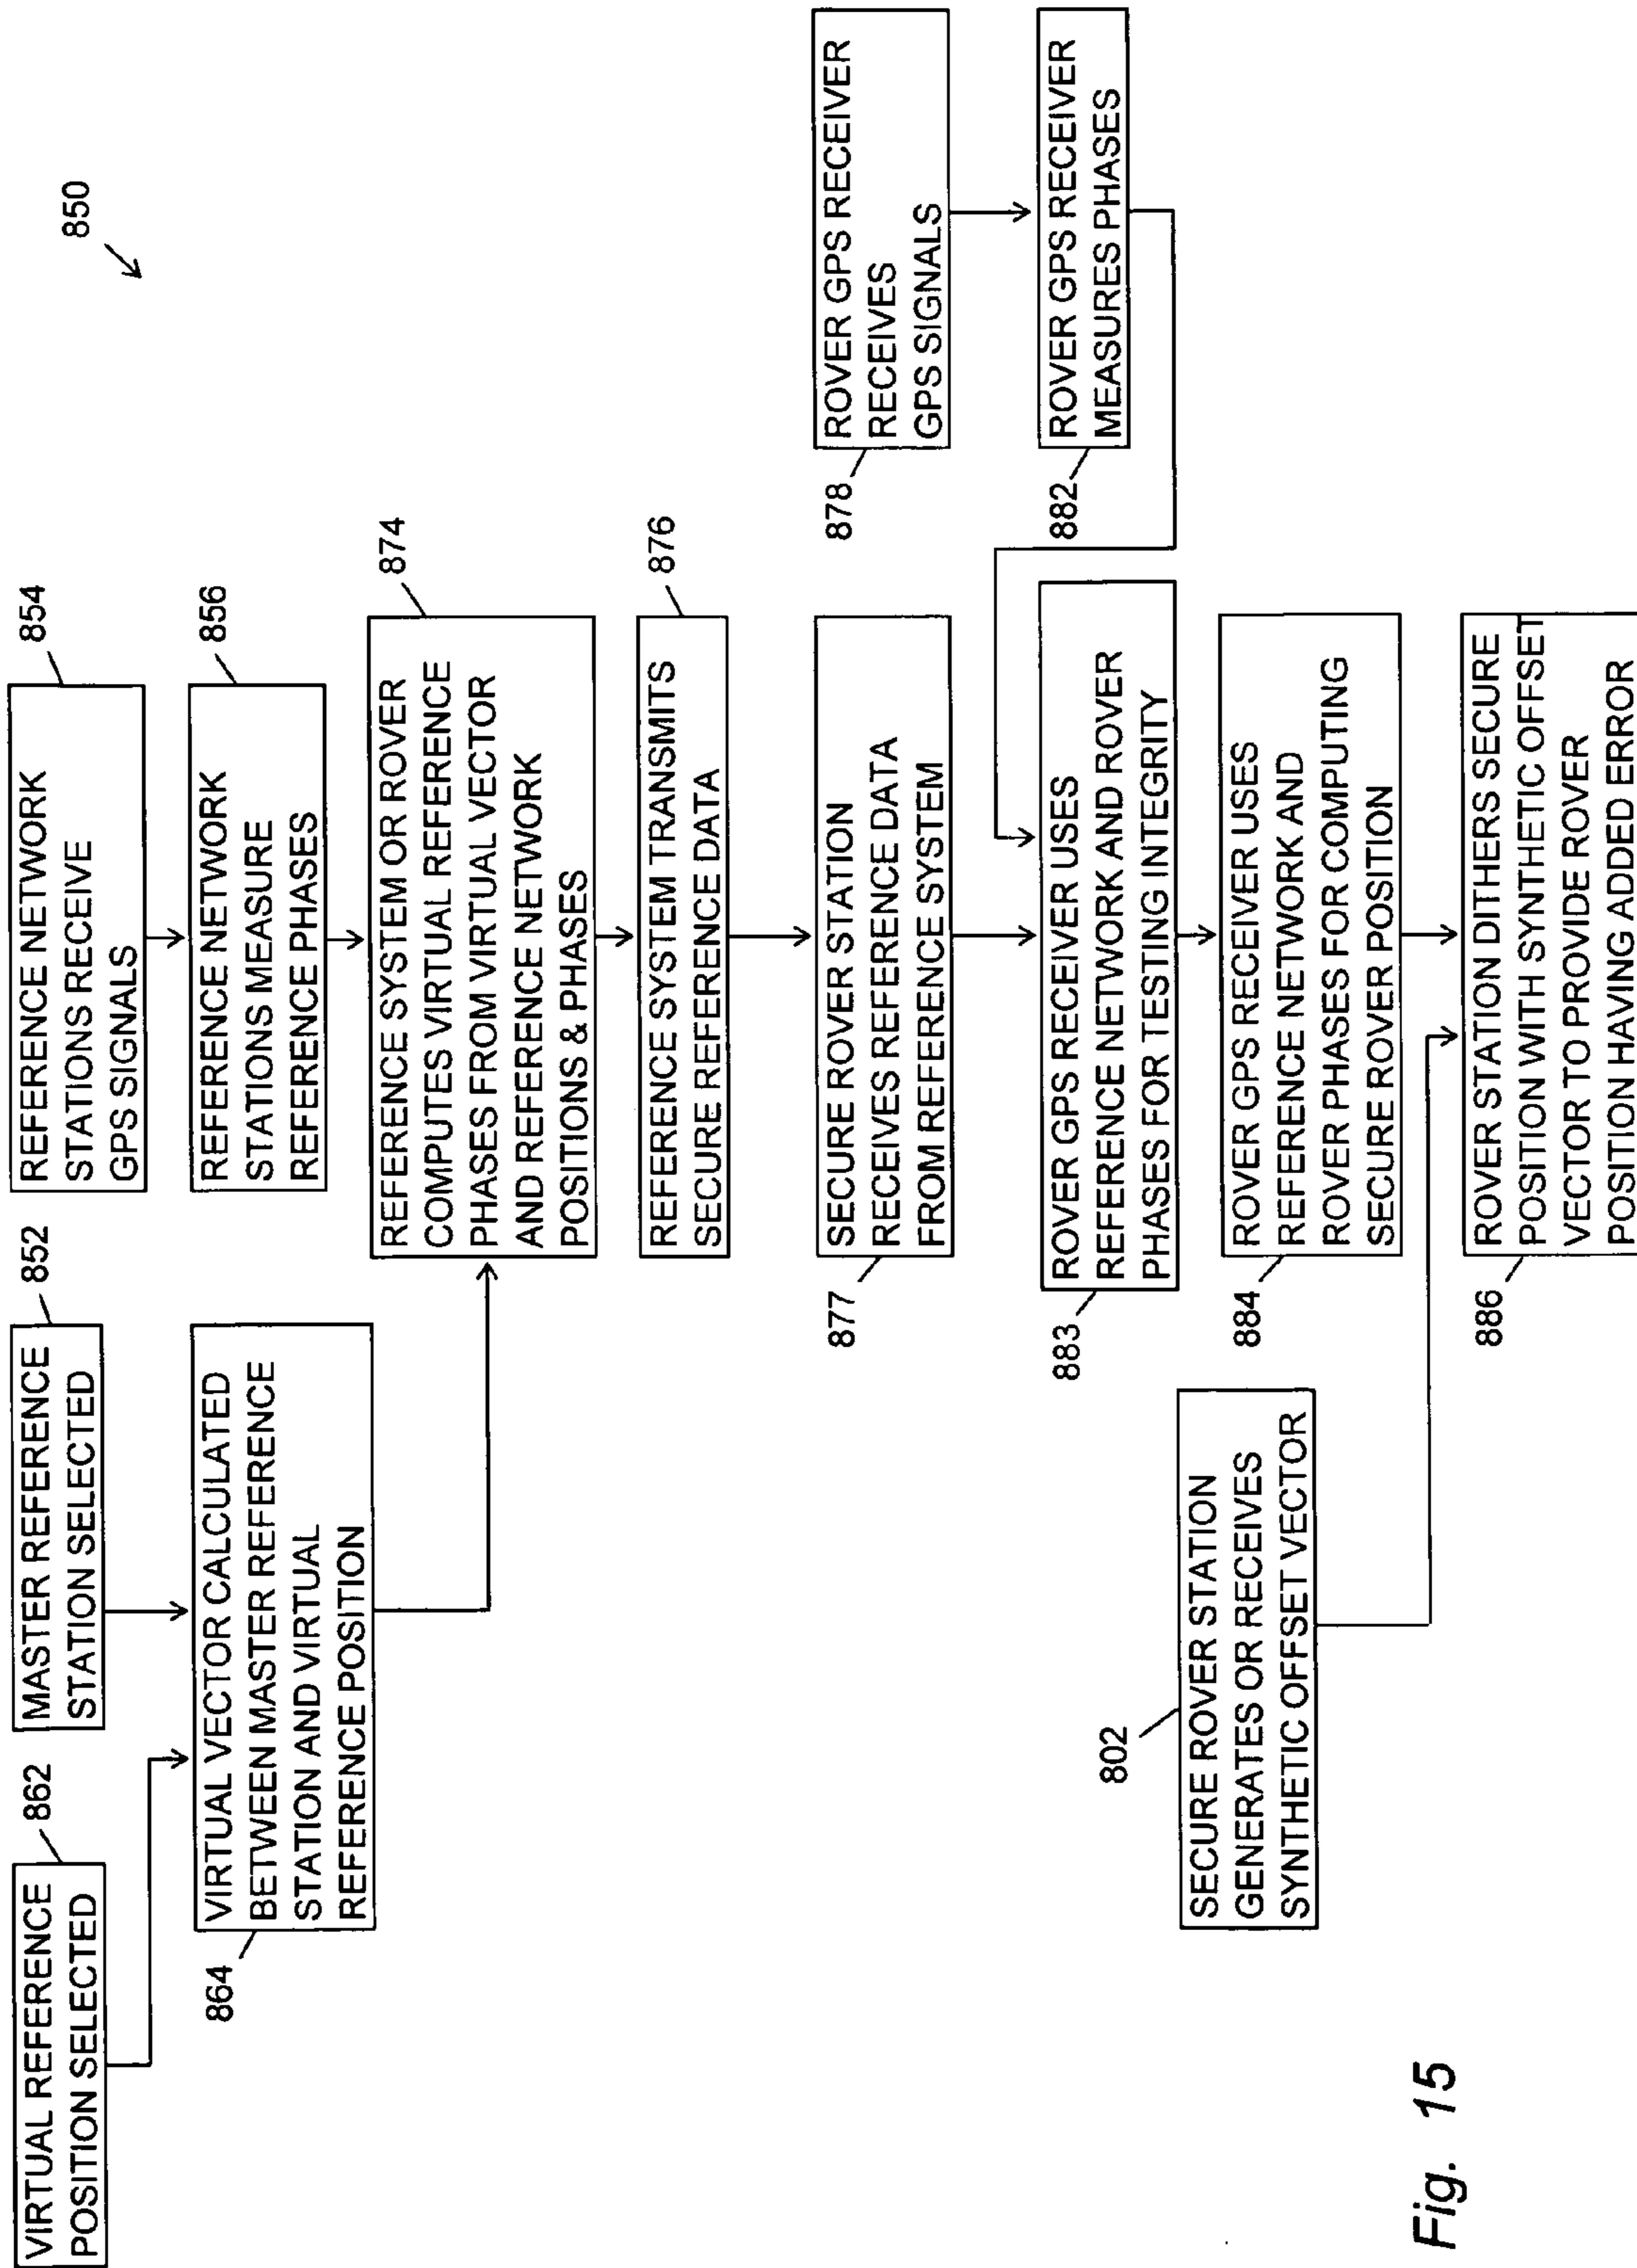 850
862
VIRTUAL REFERENCE
POSITION SELECTED
852
MASTER REFERENCE
STATION SELECTED
854
REFERENCE NETWORK
STATIONS RECEIVE
GPS SIGNALS
864
VIRTUAL VECTOR CALCULATED
BETWEEN MASTER REFERENCE
STATION AND VIRTUAL
REFERENCE POSITION
856
REFERENCE NETWORK
STATIONS MEASURE
REFERENCE PHASES
874
REFERENCE SYSTEM OR ROVER
COMPUTES VIRTUAL REFERENCE
PHASES FROM VIRTUAL VECTOR
AND REFERENCE NETWORK
POSITIONS & PHASES
876
REFERENCE SYSTEM TRANSMITS
SECURE REFERENCE DATA
877
SECURE ROVER STATION
RECEIVES REFERENCE DATA
FROM REFERENCE SYSTEM
878
ROVER GPS RECEIVER
RECEIVES
GPS SIGNALS
882
ROVER GPS RECEIVER
MEASURES PHASES
883
ROVER GPS RECEIVER USES
REFERENCE NETWORK AND ROVER
PHASES FOR TESTING INTEGRITY
802
SECURE ROVER STATION
GENERATES OR RECEIVES
SYNTHETIC OFFSET VECTOR
884
ROVER GPS RECEIVER USES
REFERENCE NETWORK AND
ROVER PHASES FOR COMPUTING
SECURE ROVER POSITION
886
ROVER STATION DITHERS SECURE
POSITION WITH SYNTHETIC OFFSET
VECTOR TO PROVIDE ROVER
POSITION HAVING ADDED ERROR
Fig. 15